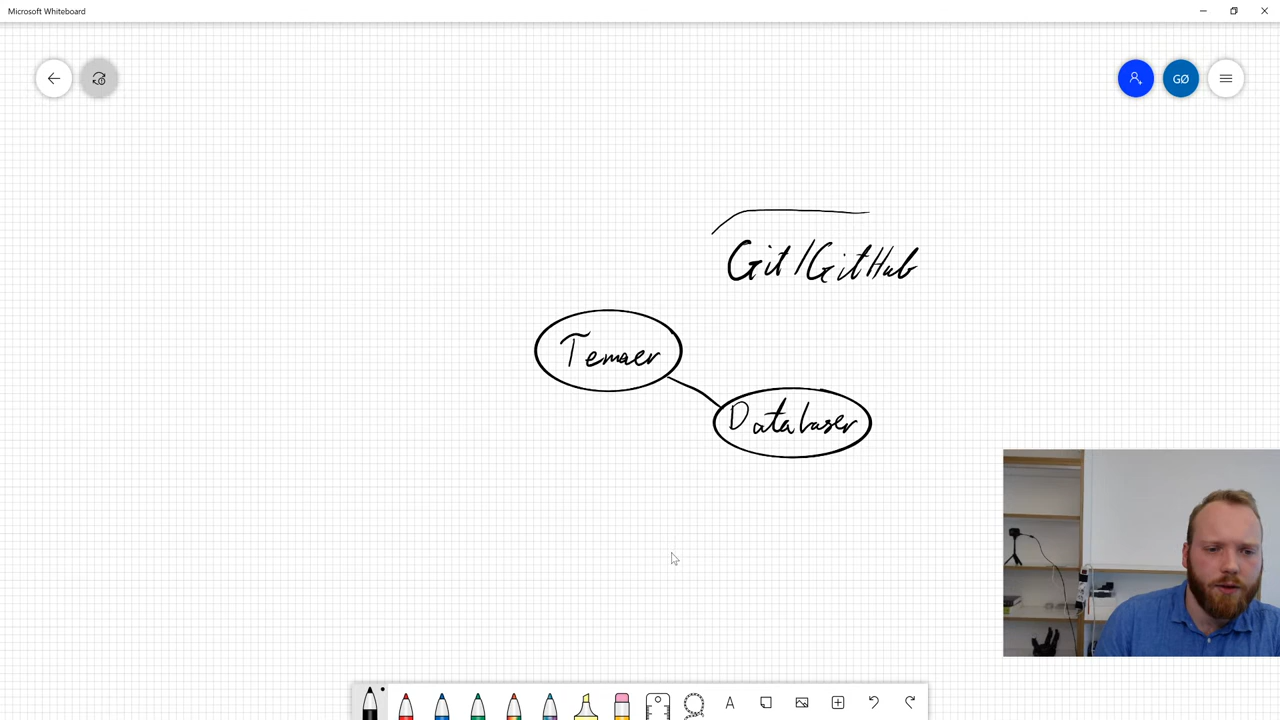 Microsoft Whiteboard
GØ
Git/GitHub
Temaer
Databaser
A